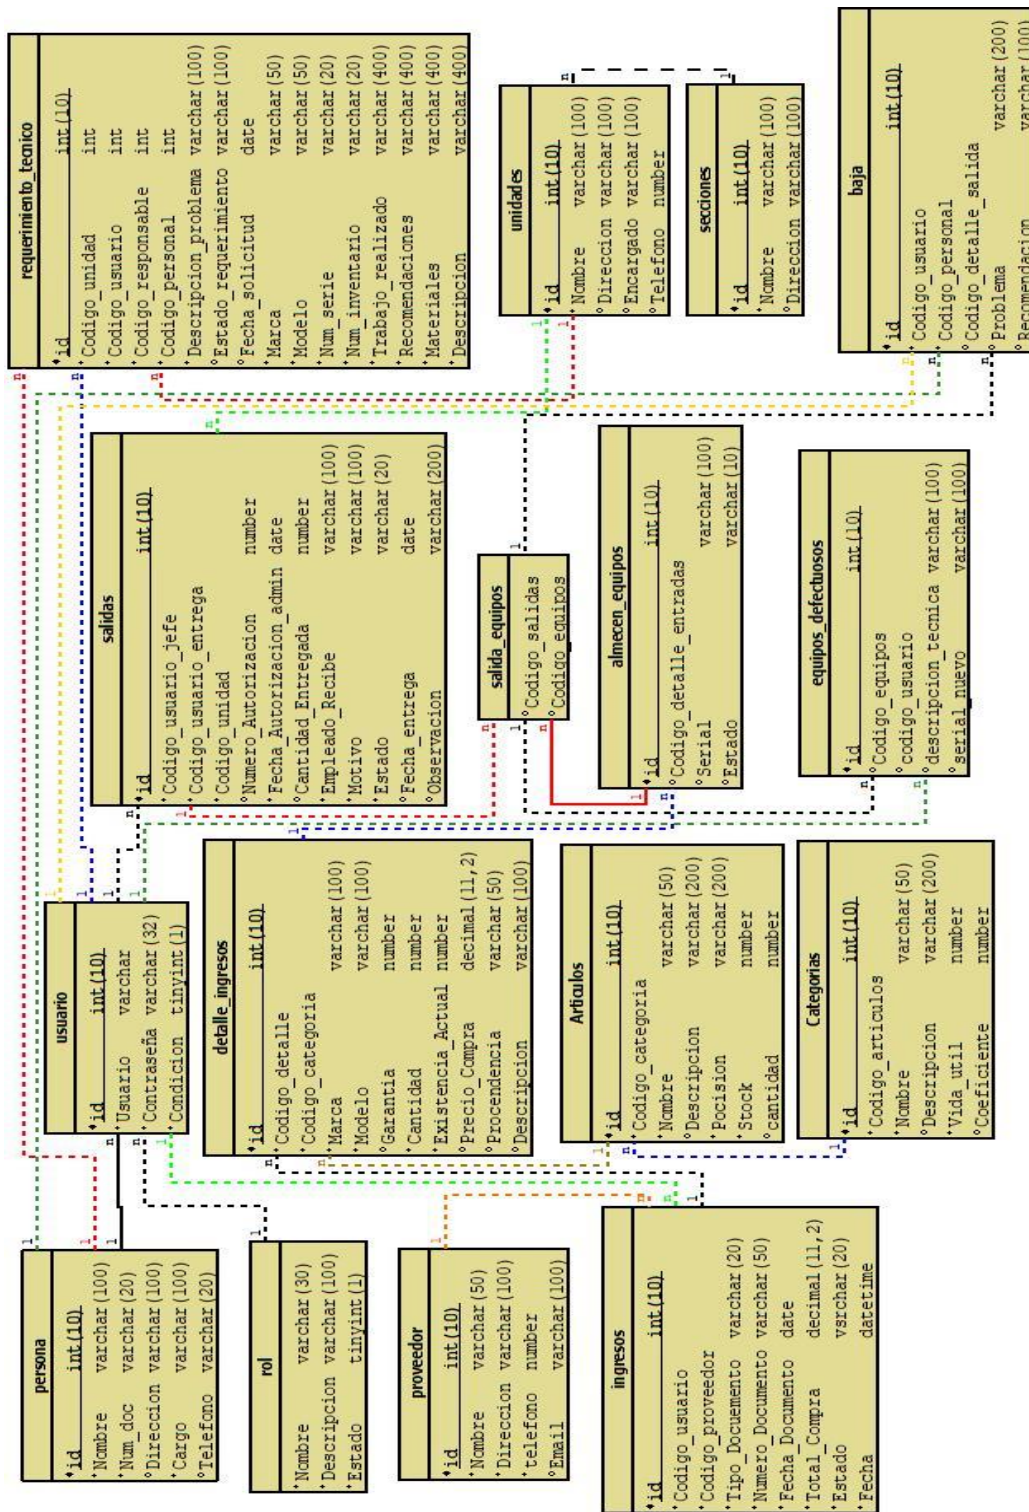 persona
id int(10)
Nombre varchar(100)
Num_doc varchar(20)
Direccion varchar(100)
Cargo varchar(100)
Telefono varchar(20)
rol
Nombre varchar(30)
Descripcion varchar(100)
Estado tinyint(1)
proveedor
id int(10)
Nombre varchar(50)
Direccion varchar(100)
telefono number
Email varchar(100)
ingresos
id int(10)
Codigo_usuario
Codigo_proveedor
Tipo_Docuemento varchar(20)
Numero_Documento varchar(50)
Fecha_Documento date
Total_Compra decimal(11,2)
Estado vsrchar(20)
Fecha datetime
usuario
id int(10)
Usuario varchar
Contraseña varchar(32)
Condicion tinyint(1)
detalle_ingresos
id int(10)
Codigo_detalle
Codigo_categoria
Marca varchar(100)
Modelo varchar(100)
Garantia number
Cantidad number
Existencia_Actual number
Precio_Compra decimal(11,2)
Procendencia varchar(50)
Descripcion varchar(100)
Articulos
id int(10)
Codigo_categoria
Nombre varchar(50)
Descripcion varchar(200)
Pocision varchar(200)
Stock number
cantidad number
Categorias
id int(10)
Codigo_articulos
Nombre varchar(50)
Descripcion varchar(200)
Vida_util number
Coeficiente number
salidas
id int(10)
Codigo_usuario_jefe
Codigo_usuario_entrega
Codigo_unidad
Numero_Autorizacion number
Fecha_Autorizacion_admin date
Cantidad_Entregada number
Empleado_Recibe varchar(100)
Motivo varchar(100)
Estado varchar(20)
Fecha_entrega date
Observacion varchar(200)
salida_equipos
Codigo_salidas
Codigo_equipos
almecen_equipos
id int(10)
Codigo_detalle_entradas
Serial varchar(100)
Estado varchar(10)
equipos_defectuosos
id int(10)
Codigo_equipos
codigo_usuario
descripcion_tecnica varchar(100)
serial_nuevo varchar(100)
requerimiento_tecnico
id int(10)
Codigo_unidad int
Codigo_usuario int
Codigo_responsable int
Codigo_personal int
Descripcion_problema varchar(100)
Estado_requerimiento varchar(100)
Fecha_solicitud date
Marca varchar(50)
Modelo varchar(50)
Num_serie varchar(20)
Num_inventario varchar(20)
Trabajo_realizado varchar(400)
Recomendaciones varchar(400)
Materiales varchar(400)
Descripcion varchar(400)
unidades
id int(10)
Nombre varchar(100)
Direccion varchar(100)
Encargado varchar(100)
Telefono number
secciones
id int(10)
Nombre varchar(100)
Direccion varchar(100)
baja
id int(10)
Codigo_usuario
Codigo_personal
Codigo_detalle_salida
Problema varchar(200)
Recomendacion varchar(100)